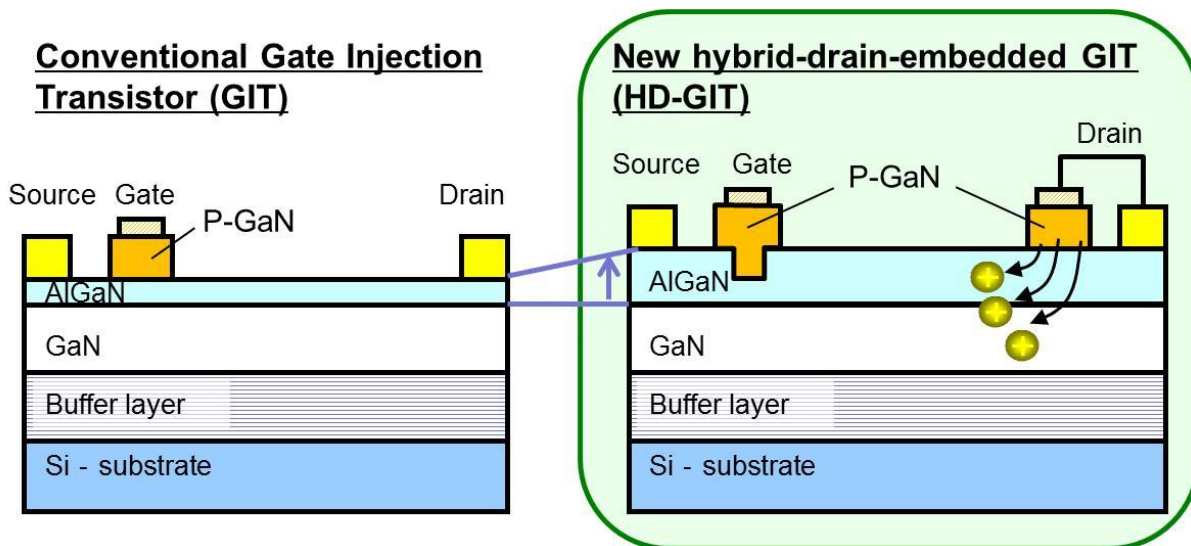 Conventional Gate Injection
Transistor (GIT)
Source Gate Drain
P-GaN
AlGaN
GaN
Buffer layer
Si - substrate
New hybrid-drain-embedded GIT
(HD-GIT)
Drain
Source Gate
P-GaN
AlGaN
+
+
GaN
+
Buffer layer
Si - substrate